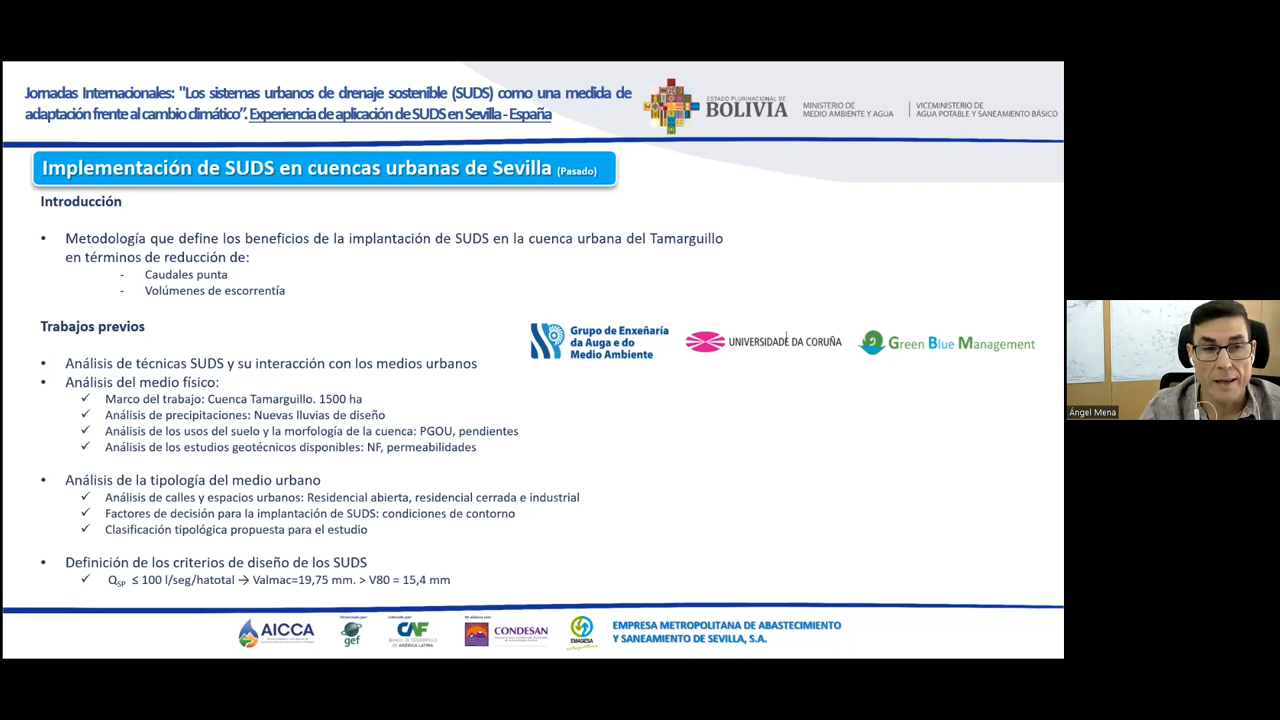 Jornadas Internacionales: "Los sistemas urbanos de drenaje sostenible (SUDS) como una medida de
adaptación frente al cambio climático”. Experiencia de aplicación de SUDS en Sevilla - España
ESTADO PLURINACIONAL DE
BOLIVIA
MINISTERIO DE
MEDIO AMBIENTE Y AGUA
VICEMINISTERIO DE
AGUA POTABLE Y SANEAMIENTO BÁSICO
Implementación de SUDS en cuencas urbanas de Sevilla (Pasado)
Introducción
• Metodología que define los beneficios de la implantación de SUDS en la cuenca urbana del Tamarguillo
en términos de reducción de:
- Caudales punta
- Volúmenes de escorrentía
Trabajos previos
Grupo de Enxeñaría
da Auga e do
Medio Ambiente
UNIVERSIDADE DA CORUÑA
Green Blue Management
• Análisis de técnicas SUDS y su interacción con los medios urbanos
• Análisis del medio físico:
✓ Marco del trabajo: Cuenca Tamarguillo. 1500 ha
✓ Análisis de precipitaciones: Nuevas lluvias de diseño
✓ Análisis de los usos del suelo y la morfología de la cuenca: PGOU, pendientes
✓ Análisis de los estudios geotécnicos disponibles: NF, permeabilidades
Ángel Mena
• Análisis de la tipología del medio urbano
✓ Análisis de calles y espacios urbanos: Residencial abierta, residencial cerrada e industrial
✓ Factores de decisión para la implantación de SUDS: condiciones de contorno
✓ Clasificación tipológica propuesta para el estudio
• Definición de los criterios de diseño de los SUDS
✓ QSP ≤ 100 l/seg/hatotal → Valmac=19,75 mm. > V80 = 15,4 mm
AICCA
Financiado por:
gef
Liderado por:
CAF
BANCO DE DESARROLLO
DE AMÉRICA LATINA
En alianza con:
CONDESAN
EMASESA
metropolitana
EMPRESA METROPOLITANA DE ABASTECIMIENTO
Y SANEAMIENTO DE SEVILLA, S.A.